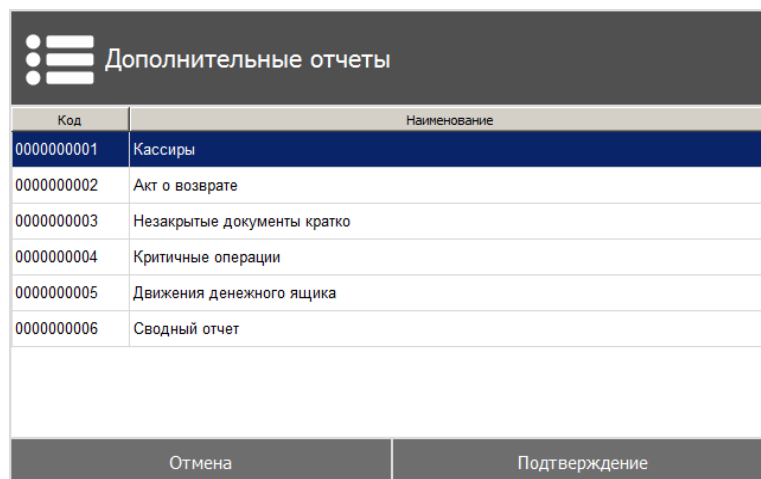 Дополнительные отчеты
Код Наименование
0000000001 Кассиры
0000000002 Акт о возврате
0000000003 Незакрытые документы кратко
0000000004 Критичные операции
0000000005 Движения денежного ящика
0000000006 Сводный отчет
Отмена Подтверждение